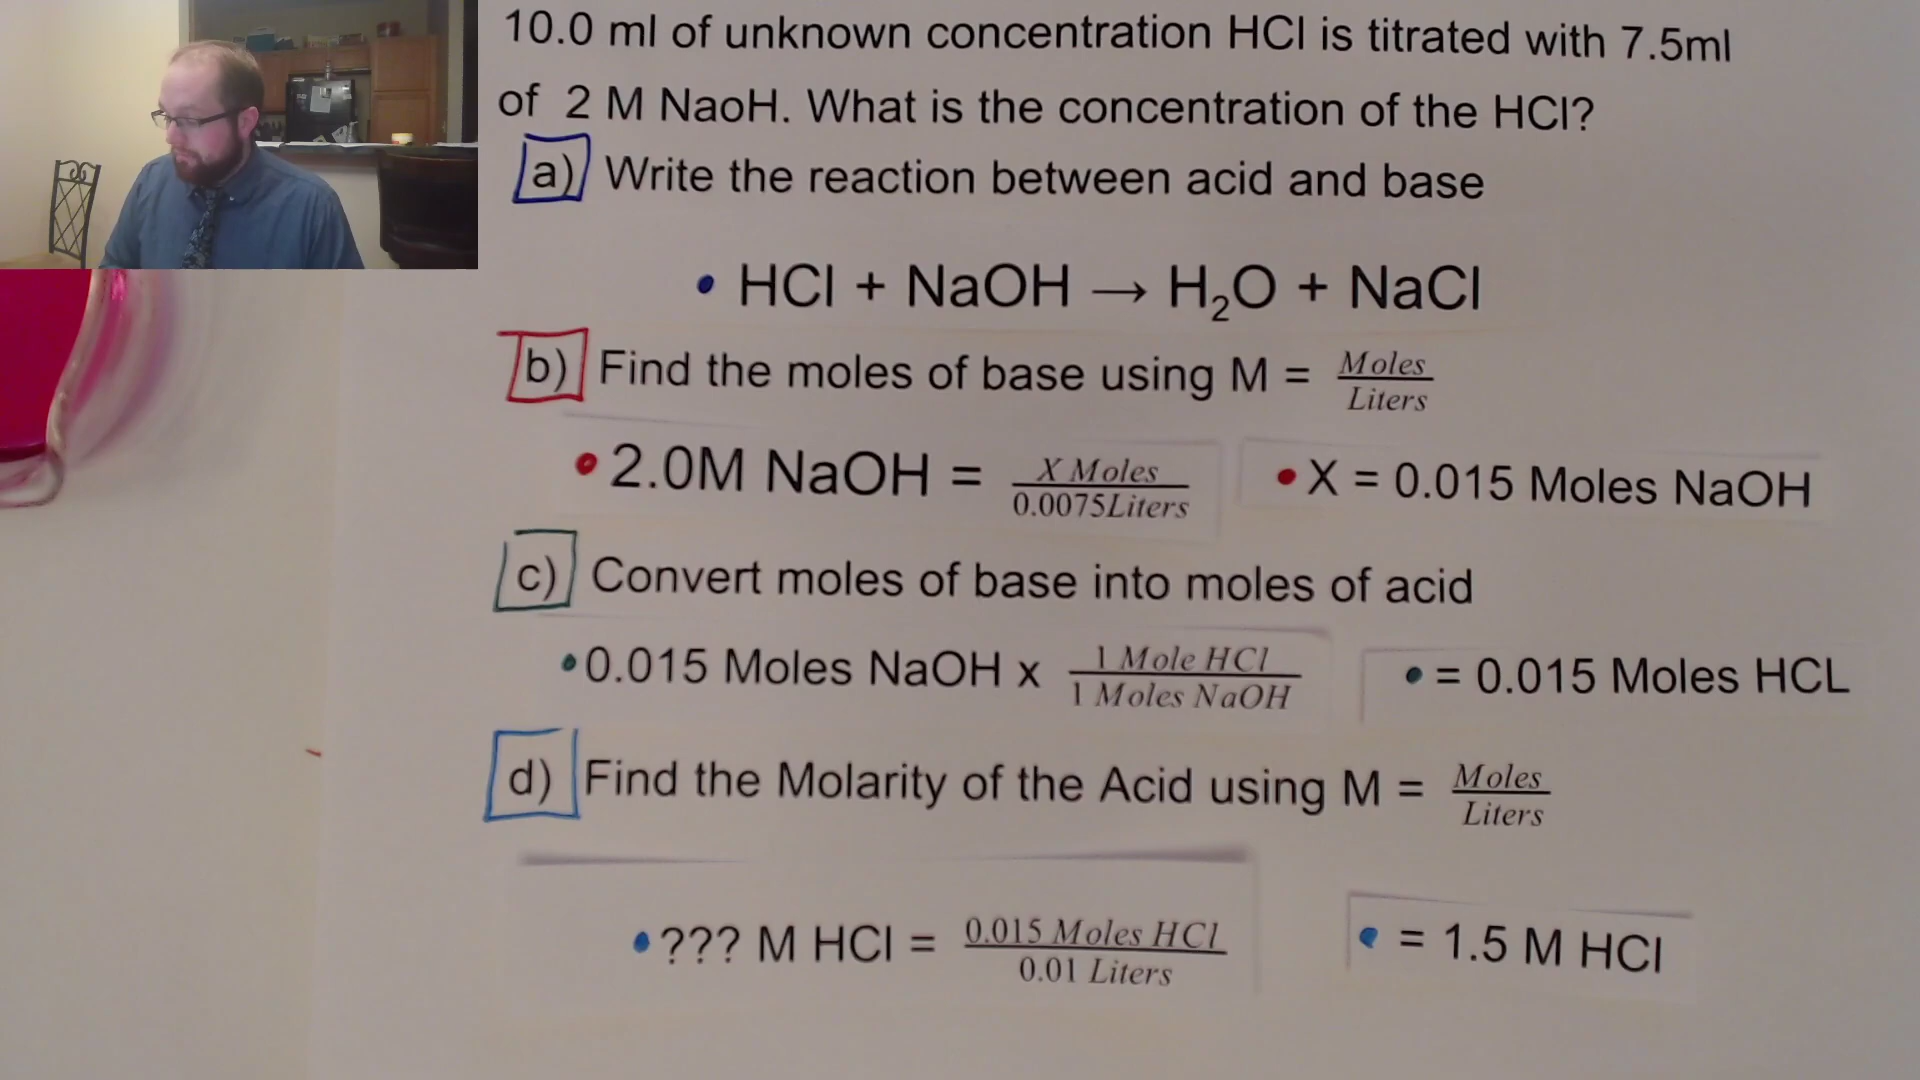 10.0 ml of unknown concentration HCl is titrated with 7.5ml
of 2 M NaoH. What is the concentration of the HCl?
a) Write the reaction between acid and base
• HCl + NaOH → H₂O + NaCl
b) Find the moles of base using M = Moles / Liters
• 2.0M NaOH = X Moles / 0.0075Liters • X = 0.015 Moles NaOH
c) Convert moles of base into moles of acid
• 0.015 Moles NaOH x 1 Mole HCl / 1 Moles NaOH • = 0.015 Moles HCL
d) Find the Molarity of the Acid using M = Moles / Liters
• ??? M HCl = 0.015 Moles HCl / 0.01 Liters • = 1.5 M HCl